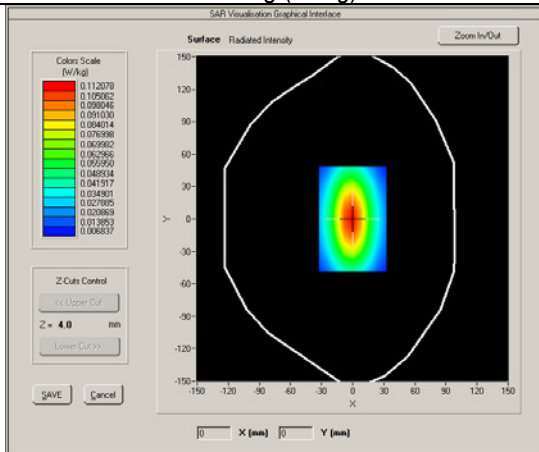 SAR Visualisation Graphical Interface
Surface Radiated Intensity
Zoom In/Out
Colors Scale
(W/kg)
0.112078
0.105062
0.098046
0.091030
0.084014
0.076998
0.069982
0.062966
0.055950
0.048934
0.041917
0.034901
0.027885
0.020869
0.013853
0.006837
150-
120-
90-
60-
30-
Y
0-
-30-
-60-
-90-
-120-
-150-
-150 -120 -90 -60 -30 0 30 60 90 120 150
X
Z-Cuts Control
<< Upper Cut
Z = 4.0 mm
Lower Cut >>
SAVE Cancel
0 X (mm) 0 Y (mm)